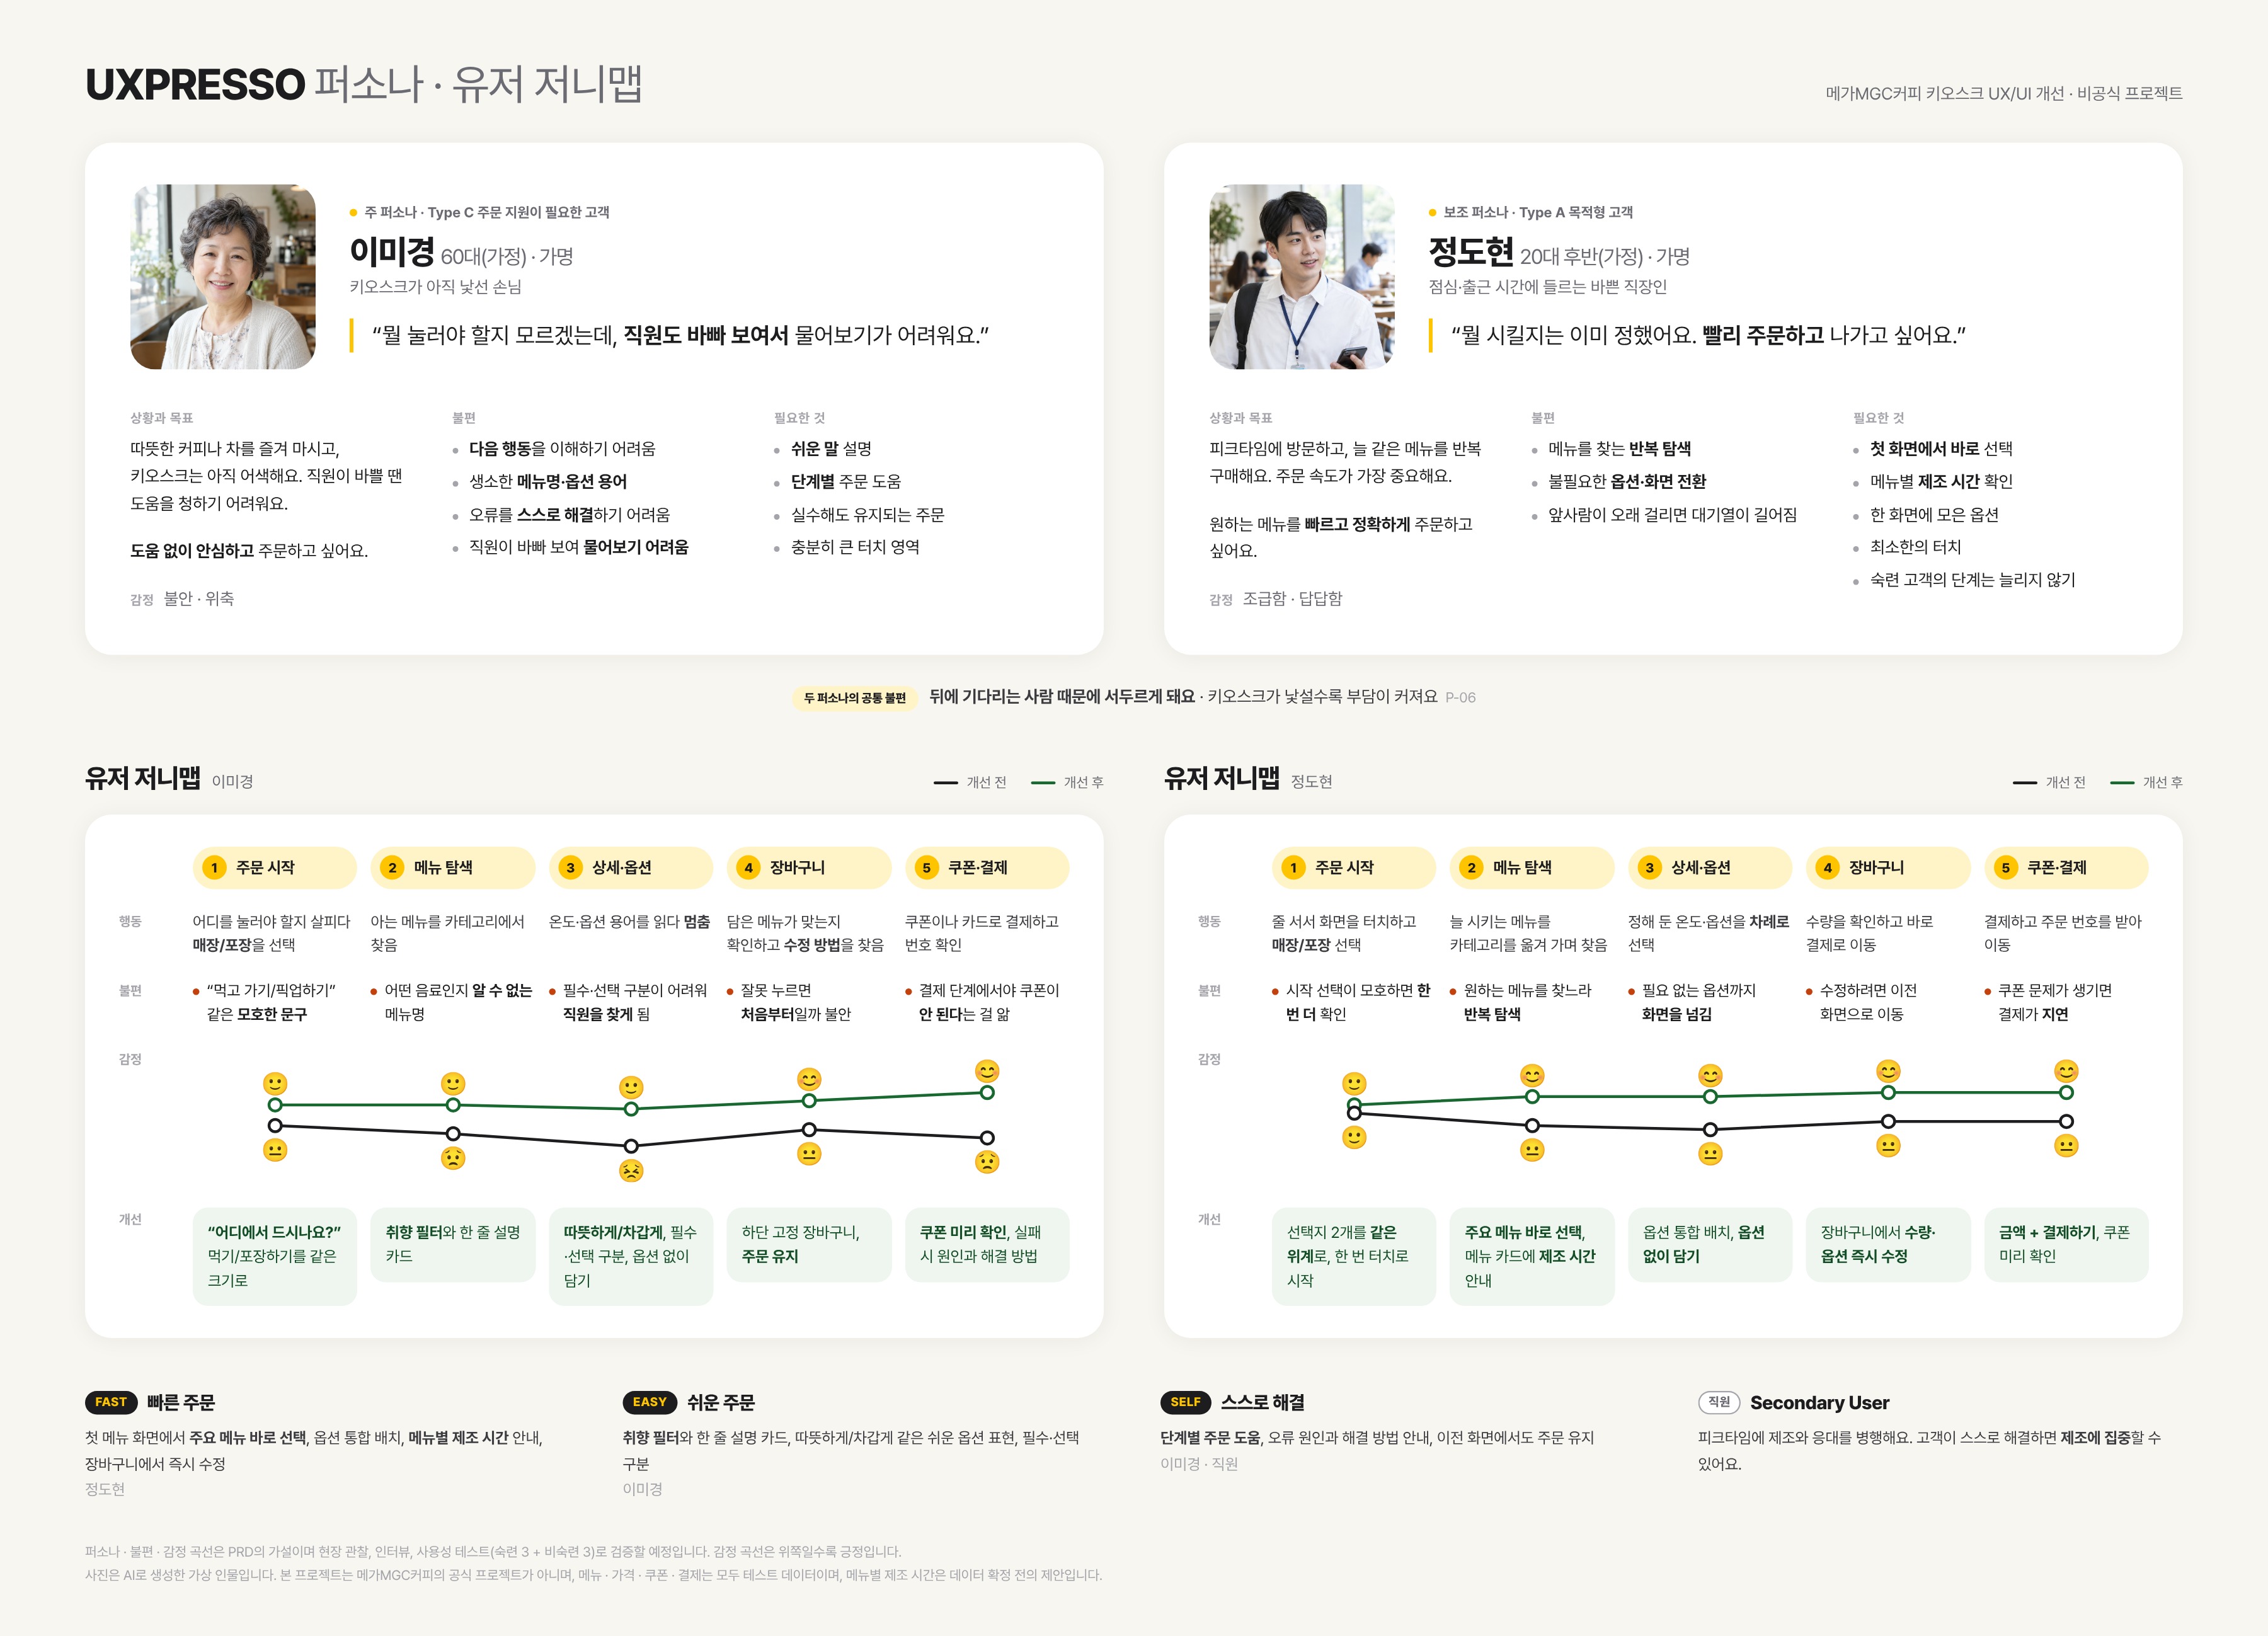 UXPRESSO 퍼소나 · 유저 저니맵
메가MGC커피 키오스크 UX/UI 개선 · 비공식 프로젝트
주 퍼소나 · Type C 주문 지원이 필요한 고객
이미경 60대(가정) · 가명
키오스크가 아직 낯선 손님
“뭘 눌러야 할지 모르겠는데, 직원도 바빠 보여서 물어보기가 어려워요.”
상황과 목표
따뜻한 커피나 차를 즐겨 마시고,
키오스크는 아직 어색해요. 직원이 바쁠 땐
도움을 청하기 어려워요.
도움 없이 안심하고 주문하고 싶어요.
감정 불안 · 위축
불편
다음 행동을 이해하기 어려움
생소한 메뉴명·옵션 용어
오류를 스스로 해결하기 어려움
직원이 바빠 보여 물어보기 어려움
필요한 것
쉬운 말 설명
단계별 주문 도움
실수해도 유지되는 주문
충분히 큰 터치 영역
보조 퍼소나 · Type A 목적형 고객
정도현 20대 후반(가정) · 가명
점심·출근 시간에 들르는 바쁜 직장인
“뭘 시킬지는 이미 정했어요. 빨리 주문하고 나가고 싶어요.”
상황과 목표
피크타임에 방문하고, 늘 같은 메뉴를 반복
구매해요. 주문 속도가 가장 중요해요.
원하는 메뉴를 빠르고 정확하게 주문하고
싶어요.
감정 조급함 · 답답함
불편
메뉴를 찾는 반복 탐색
불필요한 옵션·화면 전환
앞사람이 오래 걸리면 대기열이 길어짐
필요한 것
첫 화면에서 바로 선택
메뉴별 제조 시간 확인
한 화면에 모은 옵션
최소한의 터치
숙련 고객의 단계는 늘리지 않기
두 퍼소나의 공통 불편 뒤에 기다리는 사람 때문에 서두르게 돼요 · 키오스크가 낯설수록 부담이 커져요 P-06
유저 저니맵 이미경
개선 전 개선 후
1 주문 시작
2 메뉴 탐색
3 상세·옵션
4 장바구니
5 쿠폰·결제
행동
어디를 눌러야 할지 살피다
매장/포장을 선택
아는 메뉴를 카테고리에서
찾음
온도·옵션 용어를 읽다 멈춤
담은 메뉴가 맞는지
확인하고 수정 방법을 찾음
쿠폰이나 카드로 결제하고
번호 확인
불편
“먹고 가기/픽업하기”
같은 모호한 문구
어떤 음료인지 알 수 없는
메뉴명
필수·선택 구분이 어려워
직원을 찾게 됨
잘못 누르면
처음부터일까 불안
결제 단계에서야 쿠폰이
안 된다는 걸 앎
감정
개선
“어디에서 드시나요?”
먹기/포장하기를 같은
크기로
취향 필터와 한 줄 설명
카드
따뜻하게/차갑게, 필수
·선택 구분, 옵션 없이
담기
하단 고정 장바구니,
주문 유지
쿠폰 미리 확인, 실패
시 원인과 해결 방법
유저 저니맵 정도현
개선 전 개선 후
1 주문 시작
2 메뉴 탐색
3 상세·옵션
4 장바구니
5 쿠폰·결제
행동
줄 서서 화면을 터치하고
매장/포장 선택
늘 시키는 메뉴를
카테고리를 옮겨 가며 찾음
정해 둔 온도·옵션을 차례로
선택
수량을 확인하고 바로
결제로 이동
결제하고 주문 번호를 받아
이동
불편
시작 선택이 모호하면 한
번 더 확인
원하는 메뉴를 찾느라
반복 탐색
필요 없는 옵션까지
화면을 넘김
수정하려면 이전
화면으로 이동
쿠폰 문제가 생기면
결제가 지연
감정
개선
선택지 2개를 같은
위계로, 한 번 터치로
시작
주요 메뉴 바로 선택,
메뉴 카드에 제조 시간
안내
옵션 통합 배치, 옵션
없이 담기
장바구니에서 수량·
옵션 즉시 수정
금액 + 결제하기, 쿠폰
미리 확인
FAST 빠른 주문
첫 메뉴 화면에서 주요 메뉴 바로 선택, 옵션 통합 배치, 메뉴별 제조 시간 안내,
장바구니에서 즉시 수정
정도현
EASY 쉬운 주문
취향 필터와 한 줄 설명 카드, 따뜻하게/차갑게 같은 쉬운 옵션 표현, 필수·선택
구분
이미경
SELF 스스로 해결
단계별 주문 도움, 오류 원인과 해결 방법 안내, 이전 화면에서도 주문 유지
이미경 · 직원
직원 Secondary User
피크타임에 제조와 응대를 병행해요. 고객이 스스로 해결하면 제조에 집중할 수
있어요.
퍼소나 · 불편 · 감정 곡선은 PRD의 가설이며 현장 관찰, 인터뷰, 사용성 테스트(숙련 3 + 비숙련 3)로 검증할 예정입니다. 감정 곡선은 위쪽일수록 긍정입니다.
사진은 AI로 생성한 가상 인물입니다. 본 프로젝트는 메가MGC커피의 공식 프로젝트가 아니며, 메뉴 · 가격 · 쿠폰 · 결제는 모두 테스트 데이터이며, 메뉴별 제조 시간은 데이터 확정 전의 제안입니다.